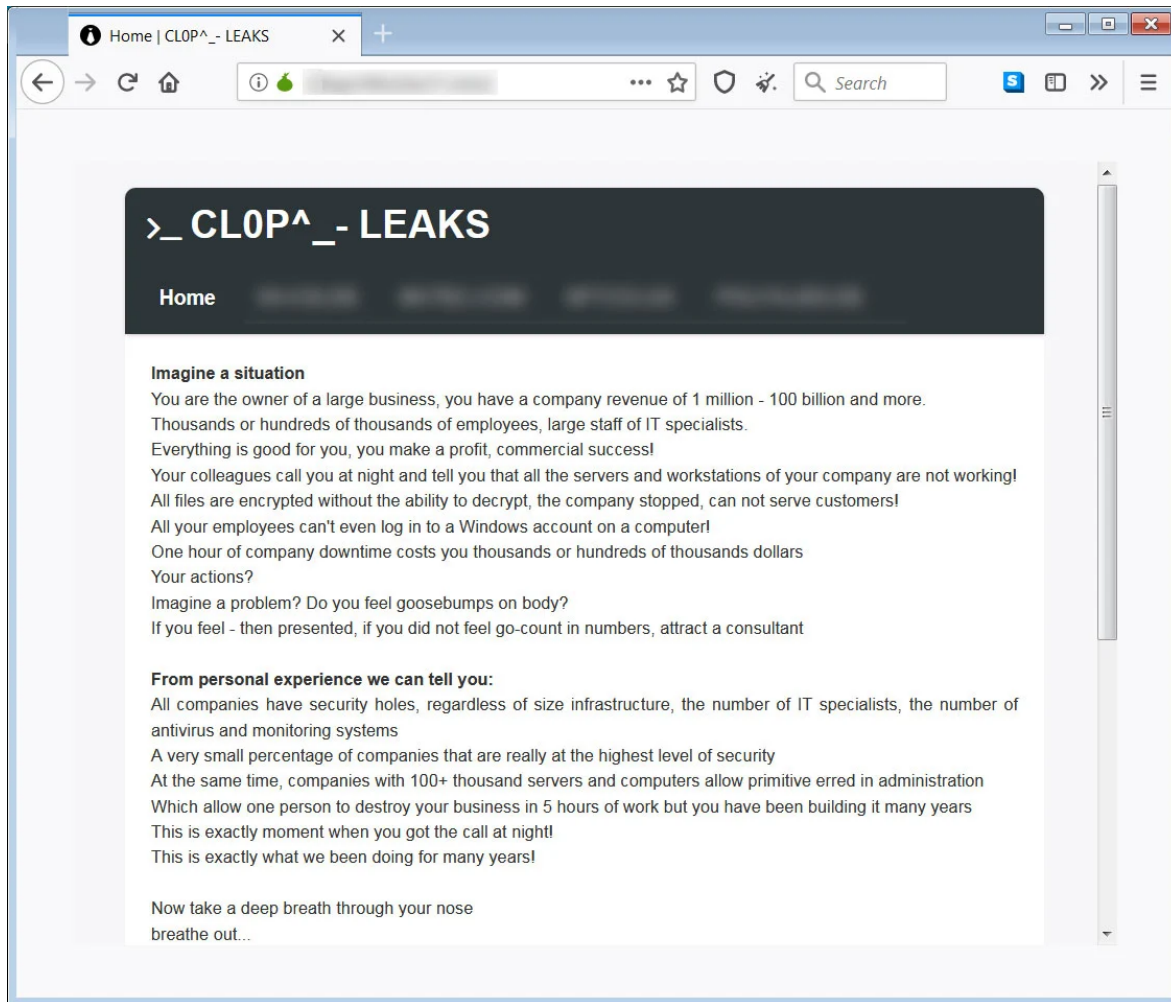 Home | CL0P^_- LEAKS
Search
>_ CL0P^_- LEAKS
Home
Imagine a situation
You are the owner of a large business, you have a company revenue of 1 million - 100 billion and more.
Thousands or hundreds of thousands of employees, large staff of IT specialists.
Everything is good for you, you make a profit, commercial success!
Your colleagues call you at night and tell you that all the servers and workstations of your company are not working!
All files are encrypted without the ability to decrypt, the company stopped, can not serve customers!
All your employees can't even log in to a Windows account on a computer!
One hour of company downtime costs you thousands or hundreds of thousands dollars
Your actions?
Imagine a problem? Do you feel goosebumps on body?
If you feel - then presented, if you did not feel go-count in numbers, attract a consultant
From personal experience we can tell you:
All companies have security holes, regardless of size infrastructure, the number of IT specialists, the number of
antivirus and monitoring systems
A very small percentage of companies that are really at the highest level of security
At the same time, companies with 100+ thousand servers and computers allow primitive erred in administration
Which allow one person to destroy your business in 5 hours of work but you have been building it many years
This is exactly moment when you got the call at night!
This is exactly what we been doing for many years!
Now take a deep breath through your nose
breathe out...